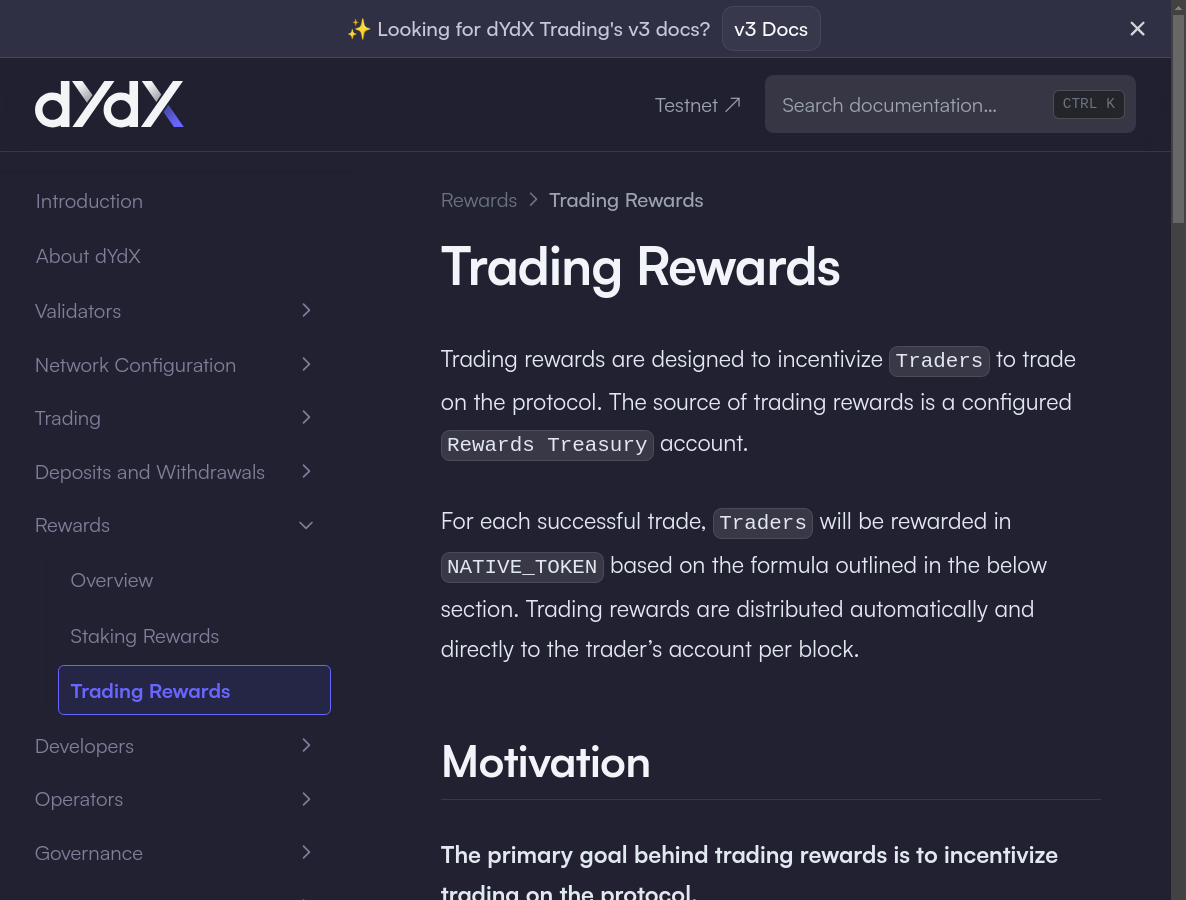 ✨ Looking for dYdX Trading's v3 docs? v3 Docs
dYdX
Testnet
Search documentation…
CTRL K
Introduction
About dYdX
Validators
Network Configuration
Trading
Deposits and Withdrawals
Rewards
Overview
Staking Rewards
Trading Rewards
Developers
Operators
Governance
Rewards > Trading Rewards
Trading Rewards
Trading rewards are designed to incentivize Traders to trade
on the protocol. The source of trading rewards is a configured
Rewards Treasury account.
For each successful trade, Traders will be rewarded in
NATIVE_TOKEN based on the formula outlined in the below
section. Trading rewards are distributed automatically and
directly to the trader’s account per block.
Motivation
The primary goal behind trading rewards is to incentivize
trading on the protocol.